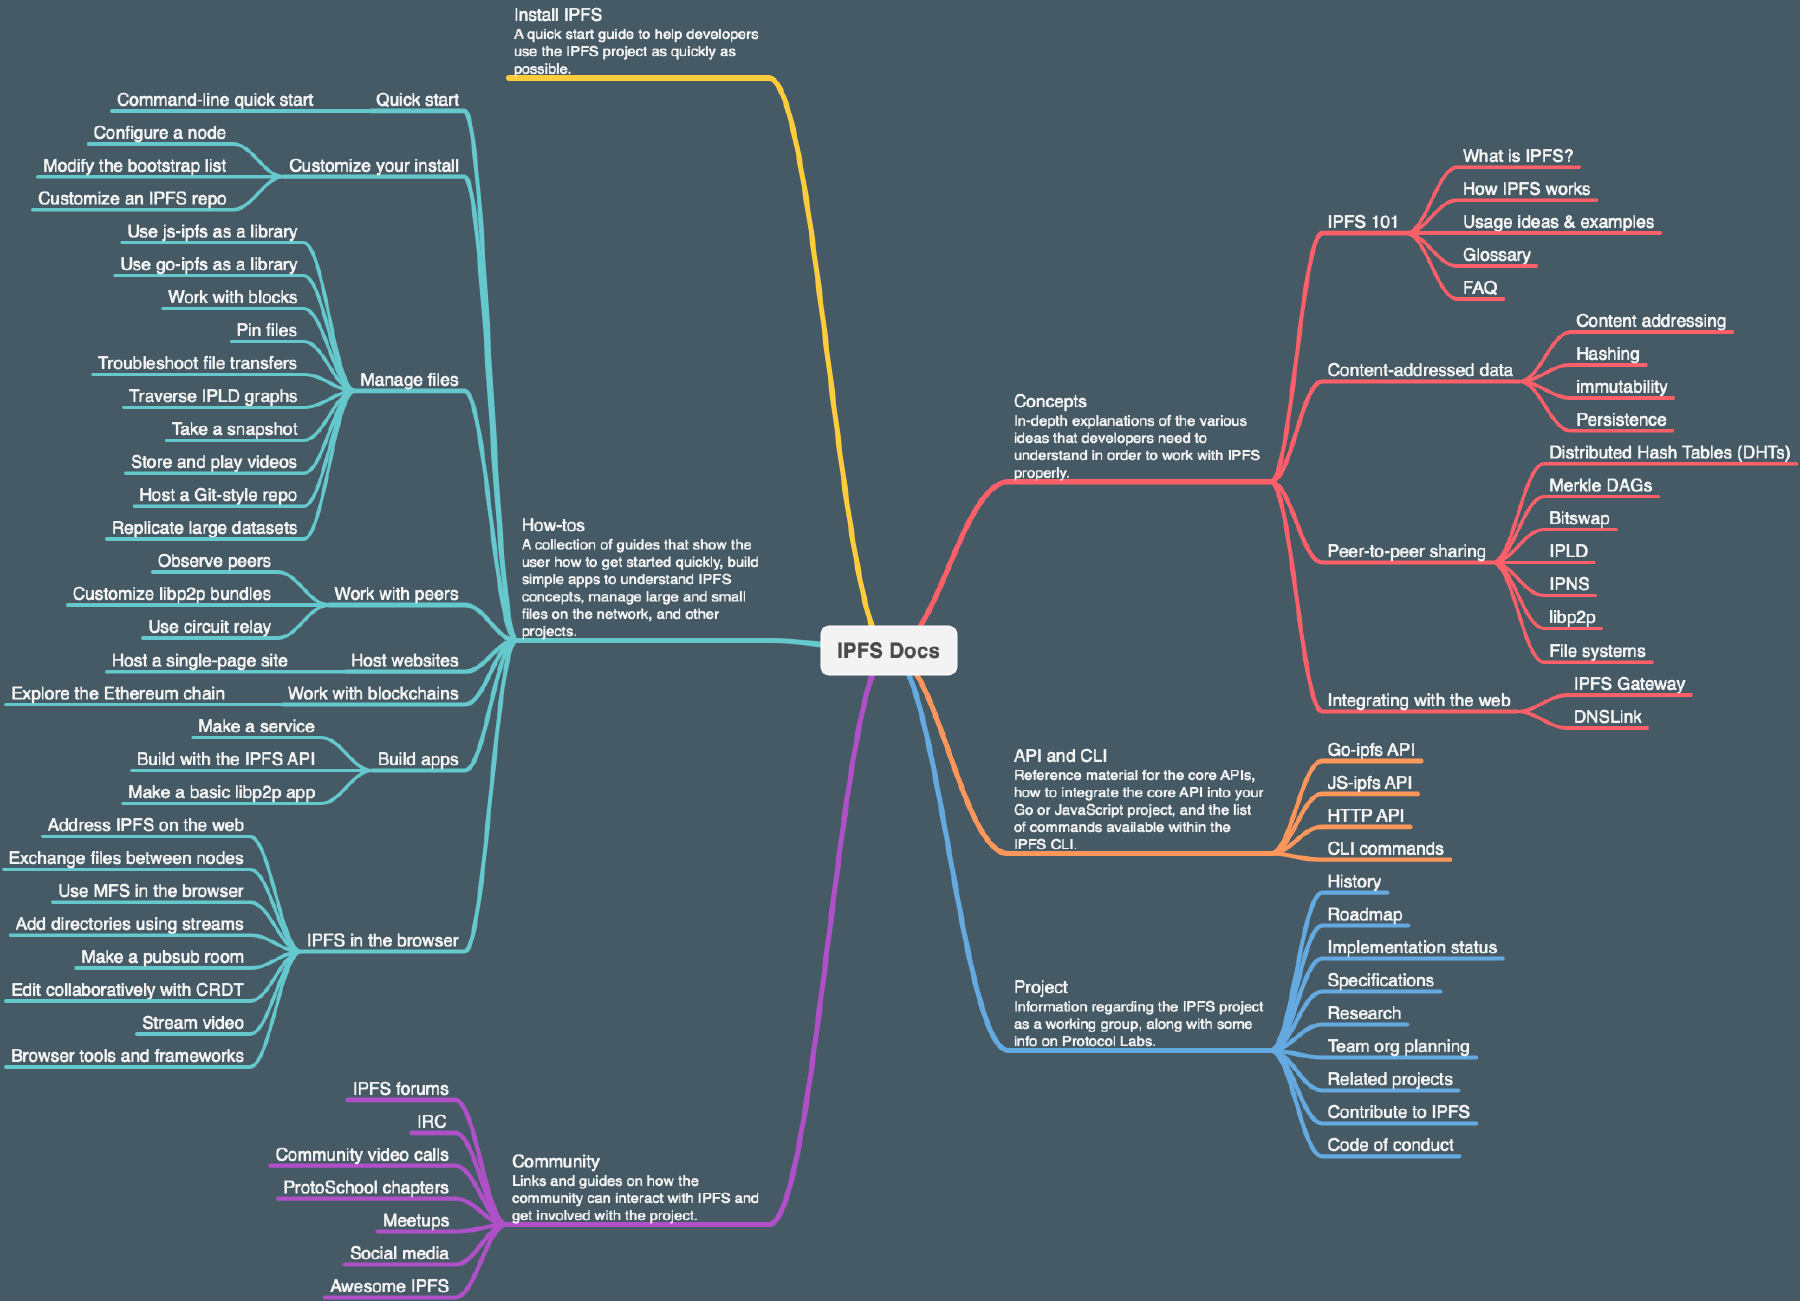 Install IPFS
A quick start guide to help developers
use the IPFS project as quickly as
possible.
Command-line quick start
Quick start
Configure a node
Modify the bootstrap list
Customize an IPFS repo
Customize your install
Use js-ipfs as a library
Use go-ipfs as a library
Work with blocks
Pin files
Troubleshoot file transfers
Traverse IPLD graphs
Take a snapshot
Store and play videos
Host a Git-style repo
Replicate large datasets
Manage files
Observe peers
Customize libp2p bundles
Use circuit relay
Work with peers
Host a single-page site
Host websites
Explore the Ethereum chain
Work with blockchains
Make a service
Build with the IPFS API
Make a basic libp2p app
Build apps
Address IPFS on the web
Exchange files between nodes
Use MFS in the browser
Add directories using streams
Make a pubsub room
Edit collaboratively with CRDT
Stream video
Browser tools and frameworks
IPFS in the browser
How-tos
A collection of guides that show the
user how to get started quickly, build
simple apps to understand IPFS
concepts, manage large and small
files on the network, and other
projects.
IPFS forums
IRC
Community video calls
ProtoSchool chapters
Meetups
Social media
Awesome IPFS
Community
Links and guides on how the
community can interact with IPFS and
get involved with the project.
IPFS Docs
Concepts
In-depth explanations of the various
ideas that developers need to
understand in order to work with IPFS
properly.
IPFS 101
What is IPFS?
How IPFS works
Usage ideas & examples
Glossary
FAQ
Content-addressed data
Content addressing
Hashing
immutability
Persistence
Peer-to-peer sharing
Distributed Hash Tables (DHTs)
Merkle DAGs
Bitswap
IPLD
IPNS
libp2p
File systems
Integrating with the web
IPFS Gateway
DNSLink
API and CLI
Reference material for the core APIs,
how to integrate the core API into your
Go or JavaScript project, and the list
of commands available within the
IPFS CLI.
Go-ipfs API
JS-ipfs API
HTTP API
CLI commands
Project
Information regarding the IPFS project
as a working group, along with some
info on Protocol Labs.
History
Roadmap
Implementation status
Specifications
Research
Team org planning
Related projects
Contribute to IPFS
Code of conduct